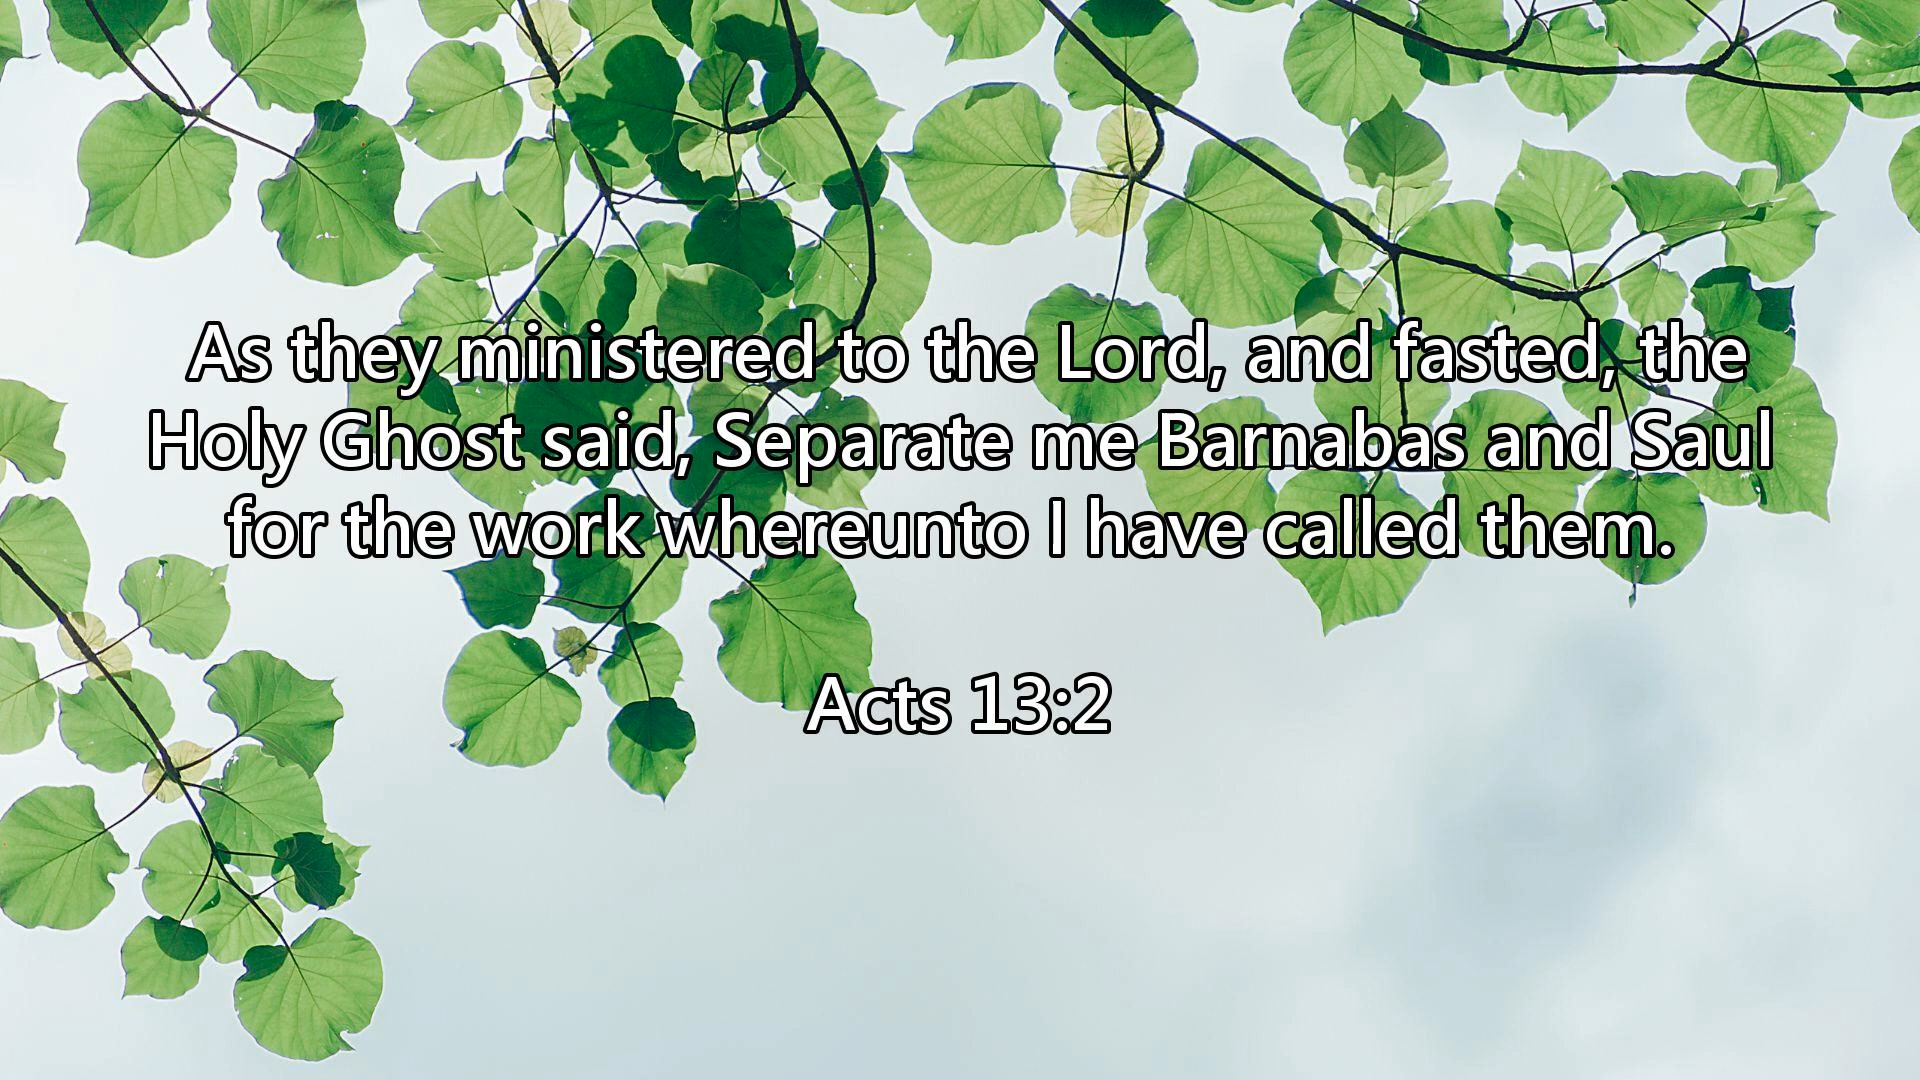 As they ministered to the Lord, and fasted, the
Holy Ghost said, Separate me Barnabas and Saul
for the work whereunto I have called them.
Acts 13:2